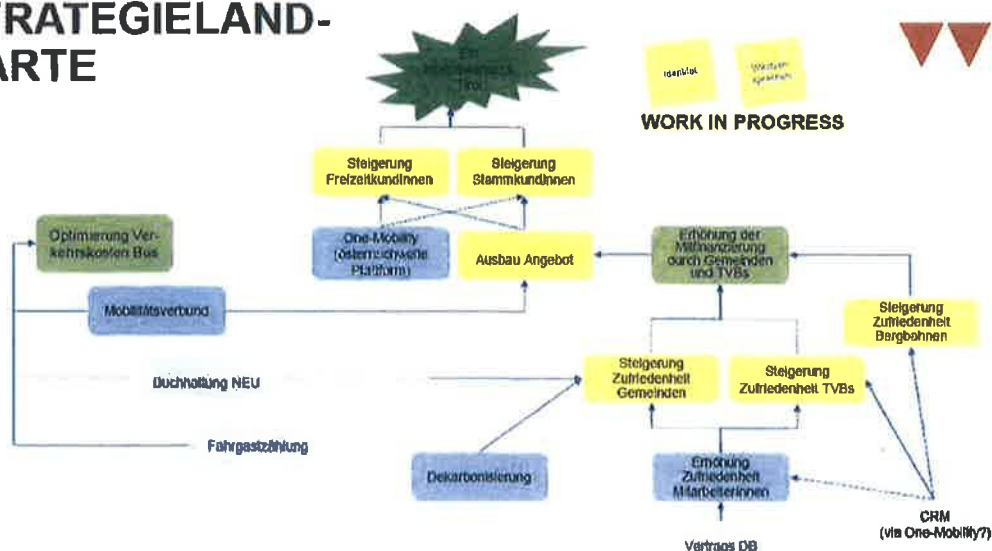 TRATEGIELAND-
ARTE
WORK IN PROGRESS
Steigerung
FreizeitkundInnen
Steigerung
StammkundInnen
Optimierung Ver-
kehrskosten Bus
One-Mobility
(österreichweite
Plattform)
Ausbau Angebot
Erhöhung der
Mitfinanzierung
durch Gemeinden
und TVBs
Mobilitätsverbund
Steigerung
Zufriedenheit
Bergbahnen
Buchhaltung NEU
Steigerung
Zufriedenheit
Gemeinden
Steigerung
Zufriedenheit TVBs
Fahrgastzählung
Dekarbonisierung
Erhöhung
Zufriedenheit
MitarbeiterInnen
CRM
(via One-Mobility?)
Vertrags DB